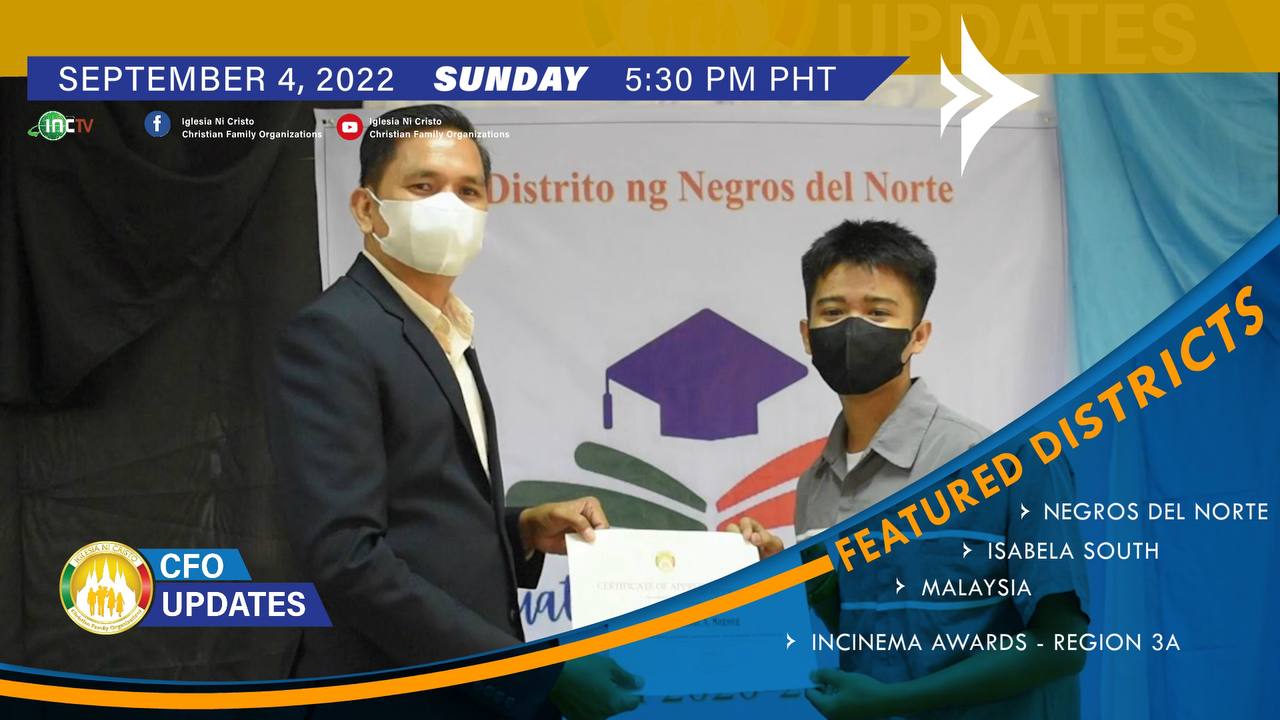 UPDATES
SEPTEMBER 4, 2022 SUNDAY 5:30 PM PHT
INCTV
Iglesia Ni Cristo
Christian Family Organizations
Iglesia Ni Cristo
Christian Family Organizations
Distrito ng Negros del Norte
FEATURED DISTRICTS
NEGROS DEL NORTE
ISABELA SOUTH
MALAYSIA
INCINEMA AWARDS - REGION 3A
IGLESIA NI CRISTO
Christian Family Organizations
CFO
UPDATES
CERTIFICATE OF